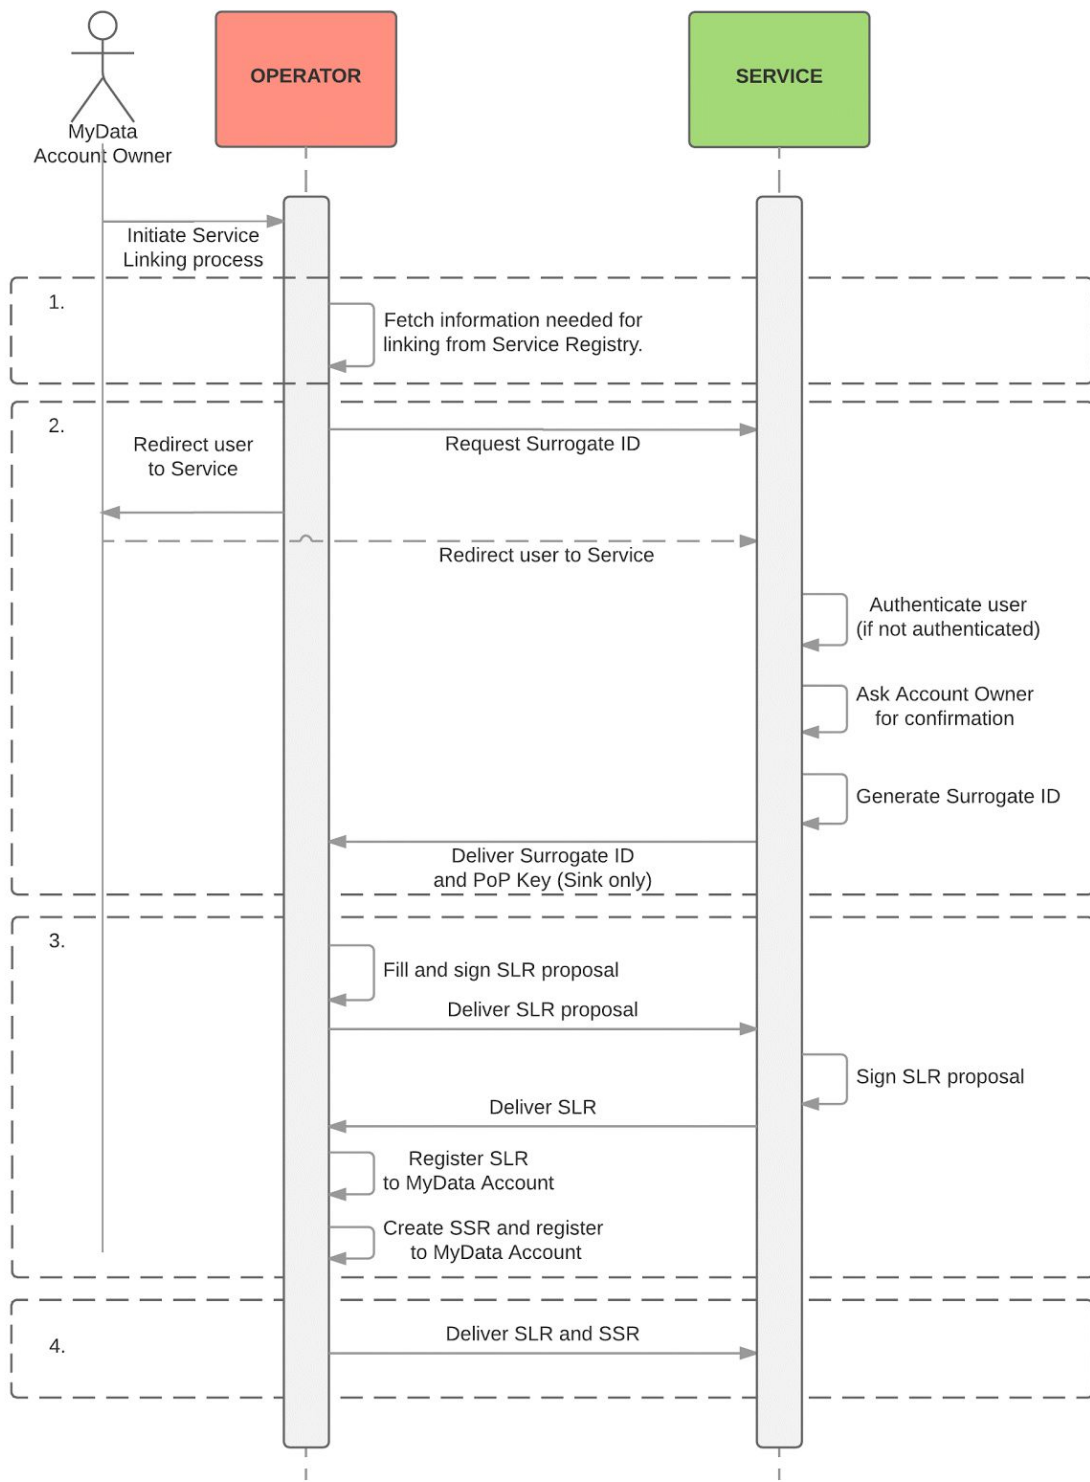 OPERATOR
SERVICE
MyData
Account Owner
Initiate Service
Linking process
1.
Fetch information needed for
linking from Service Registry.
2.
Request Surrogate ID
Redirect user
to Service
Redirect user to Service
Authenticate user
(if not authenticated)
Ask Account Owner
for confirmation
Generate Surrogate ID
Deliver Surrogate ID
and PoP Key (Sink only)
3.
Fill and sign SLR proposal
Deliver SLR proposal
Sign SLR proposal
Deliver SLR
Register SLR
to MyData Account
Create SSR and register
to MyData Account
Deliver SLR and SSR
4.